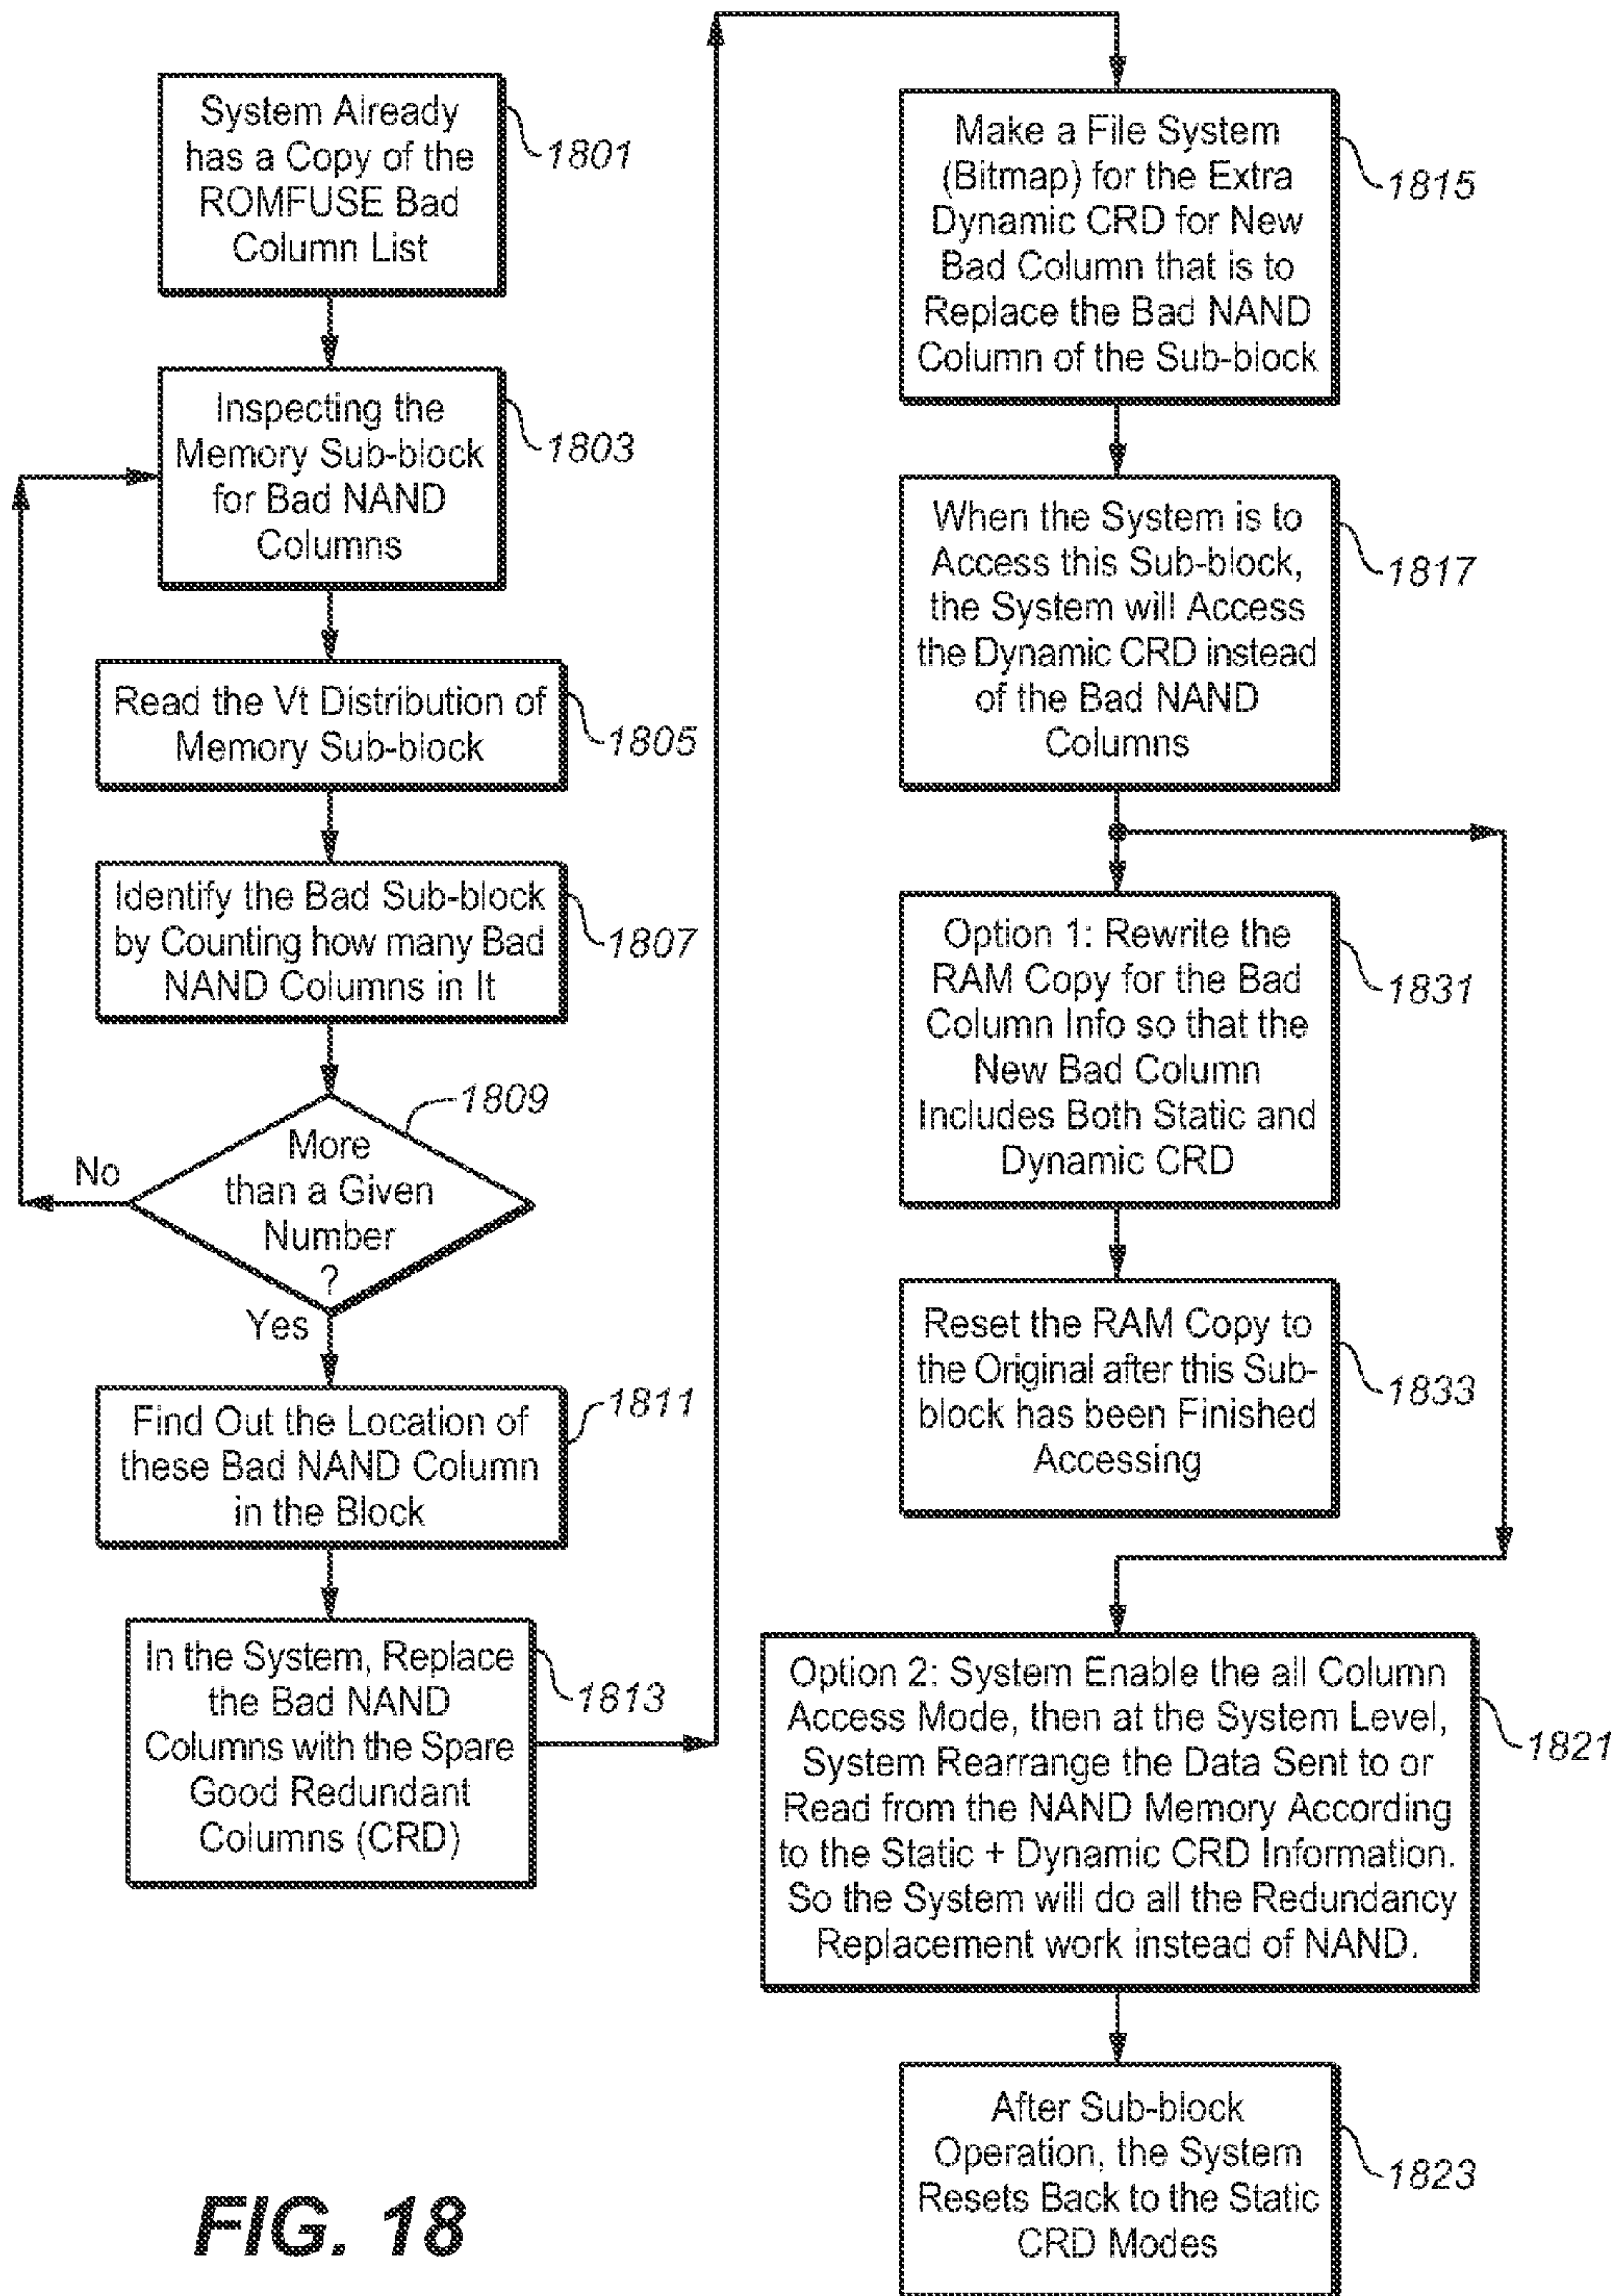 System Already
has a Copy of the
ROMFUSE Bad
Column List
1801
Inspecting the
Memory Sub-block
for Bad NAND
Columns
1803
Read the Vt Distribution of
Memory Sub-block
1805
Identify the Bad Sub-block
by Counting how many Bad
NAND Columns in It
1807
1809
More
than a Given
Number
?
No
Yes
Find Out the Location of
these Bad NAND Column
in the Block
1811
In the System, Replace
the Bad NAND
Columns with the Spare
Good Redundant
Columns (CRD)
1813
Make a File System
(Bitmap) for the Extra
Dynamic CRD for New
Bad Column that is to
Replace the Bad NAND
Column of the Sub-block
1815
When the System is to
Access this Sub-block,
the System will Access
the Dynamic CRD instead
of the Bad NAND
Columns
1817
Option 1: Rewrite the
RAM Copy for the Bad
Column Info so that the
New Bad Column
Includes Both Static and
Dynamic CRD
1831
Reset the RAM Copy to
the Original after this Sub-
block has been Finished
Accessing
1833
Option 2: System Enable the all Column
Access Mode, then at the System Level,
System Rearrange the Data Sent to or
Read from the NAND Memory According
to the Static + Dynamic CRD Information.
So the System will do all the Redundancy
Replacement work instead of NAND.
1821
After Sub-block
Operation, the System
Resets Back to the Static
CRD Modes
1823
FIG. 18